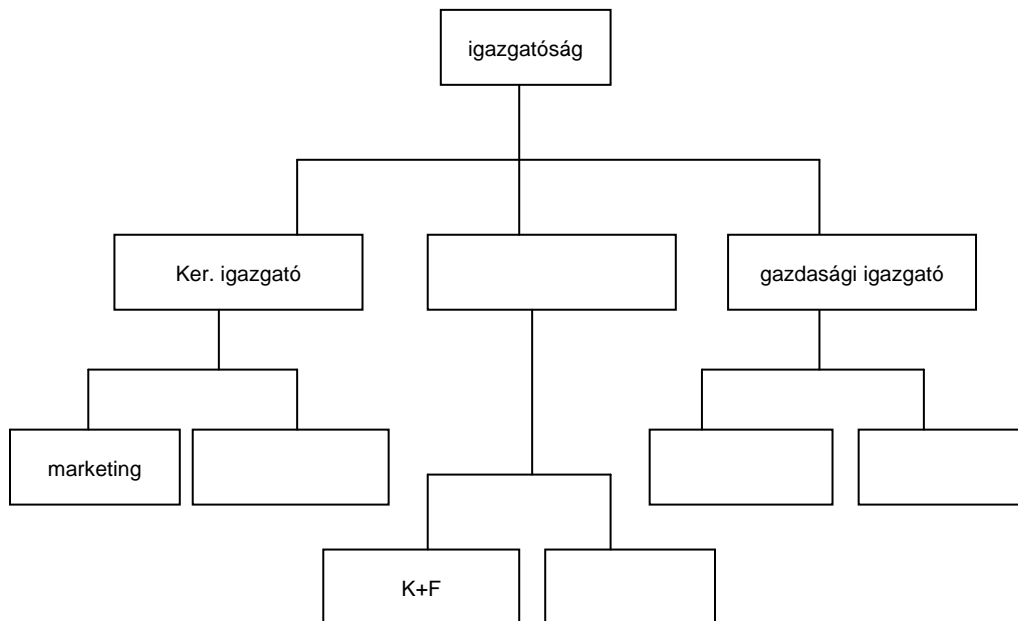 igazgatóság
Ker. igazgató
gazdasági igazgató
marketing
K+F